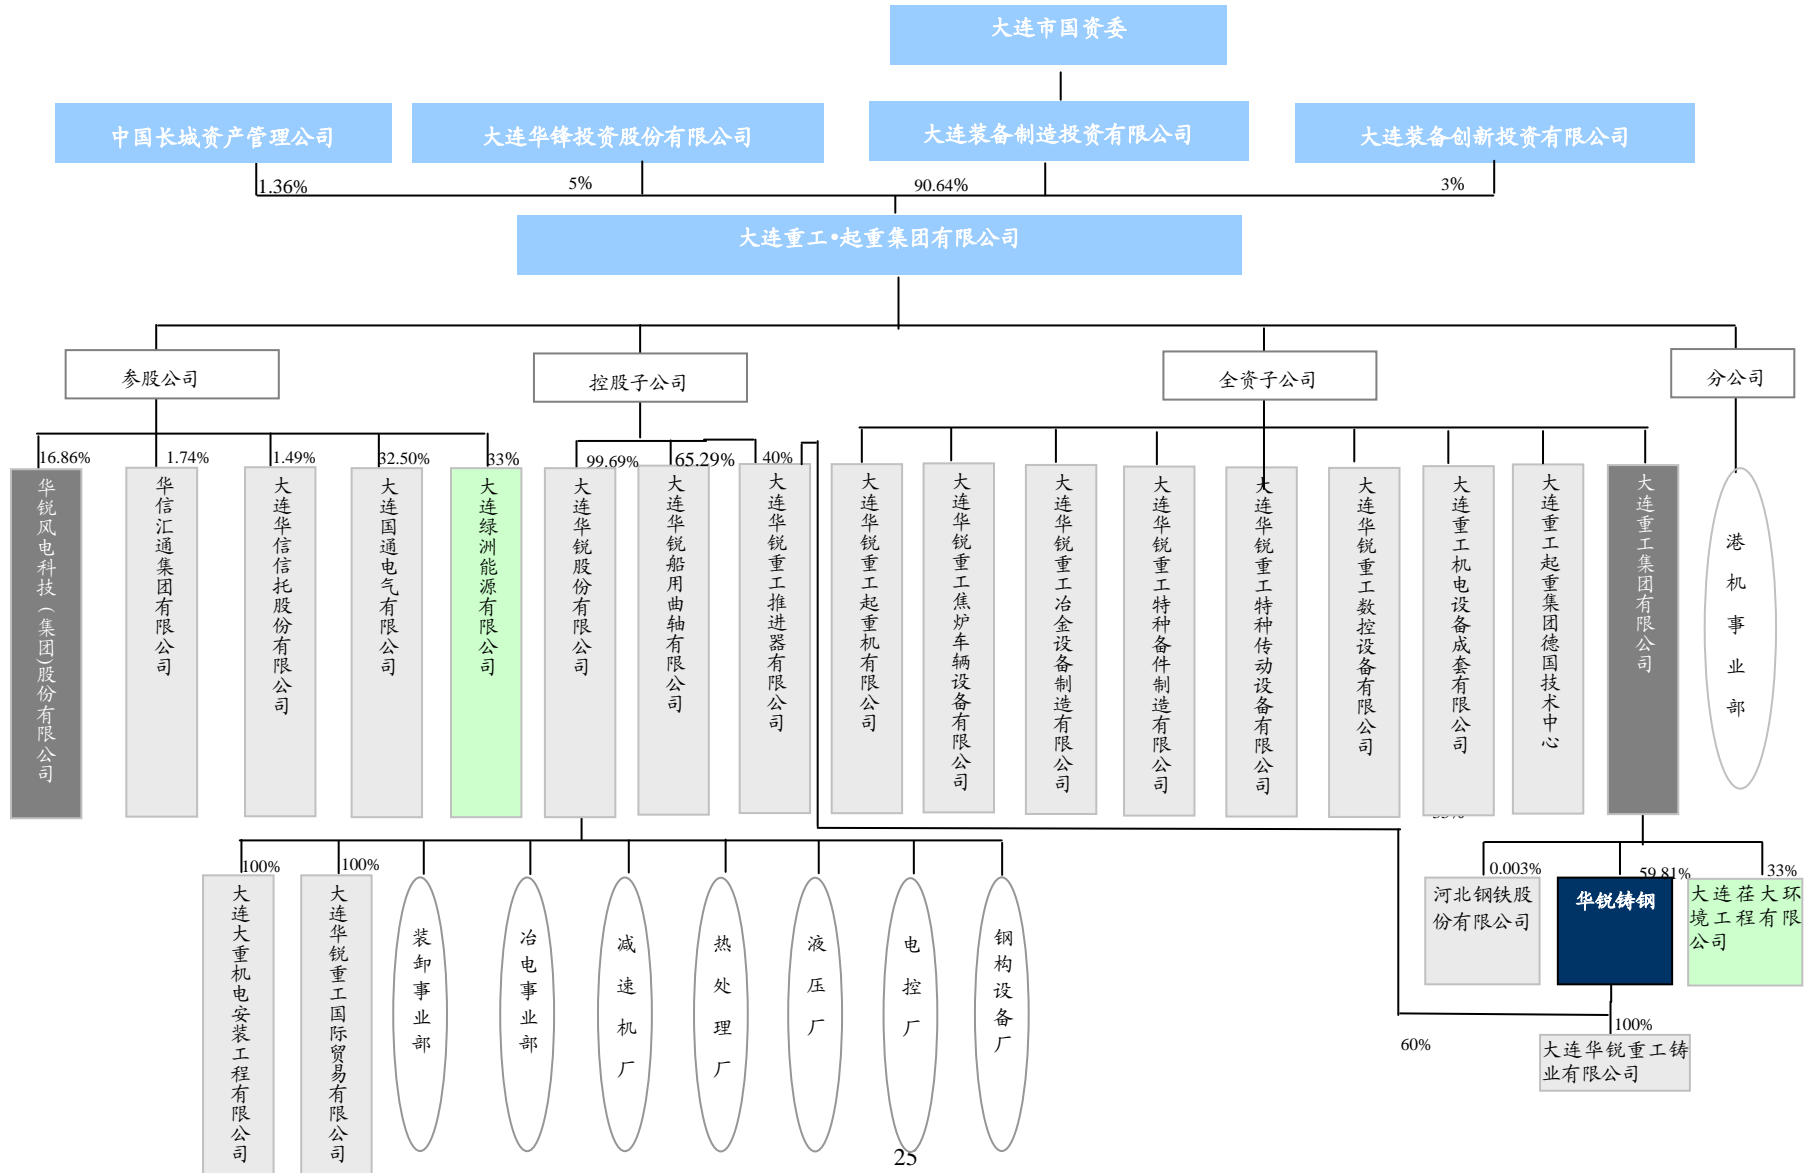 大连市国资委
中国长城资产管理公司
大连华锋投资股份有限公司
大连装备制造投资有限公司
大连装备创新投资有限公司
1.36%
5%
90.64%
3%
大连重工•起重集团有限公司
参股公司
控股子公司
全资子公司
分公司
16.86%
1.74%
1.49%
32.50%
33%
99.69%
65.29%
40%
华锐风电科技（集团)股份有限公司
华信汇通集团有限公司
大连华信信托股份有限公司
大连国通电气有限公司
大连绿洲能源有限公司
大连华锐股份有限公司
大连华锐船用曲轴有限公司
大连华锐重工推进器有限公司
大连华锐重工起重机有限公司
大连华锐重工焦炉车辆设备有限公司
大连华锐重工冶金设备制造有限公司
大连华锐重工特种备件制造有限公司
大连华锐重工特种传动设备有限公司
大连华锐重工数控设备有限公司
大连重工机电设备成套有限公司
大连重工起重集团德国技术中心
大连重工集团有限公司
港机事业部
100%
100%
0.003%
59.81%
33%
大连大重机电安装工程有限公司
大连华锐重工国际贸易有限公司
装卸事业部
冶电事业部
减速机厂
热处理厂
液压厂
电控厂
钢构设备厂
河北钢铁股
份有限公司
华锐铸钢
大连荏大环
境工程有限
公司
60%
100%
大连华锐重工铸
业有限公司
25